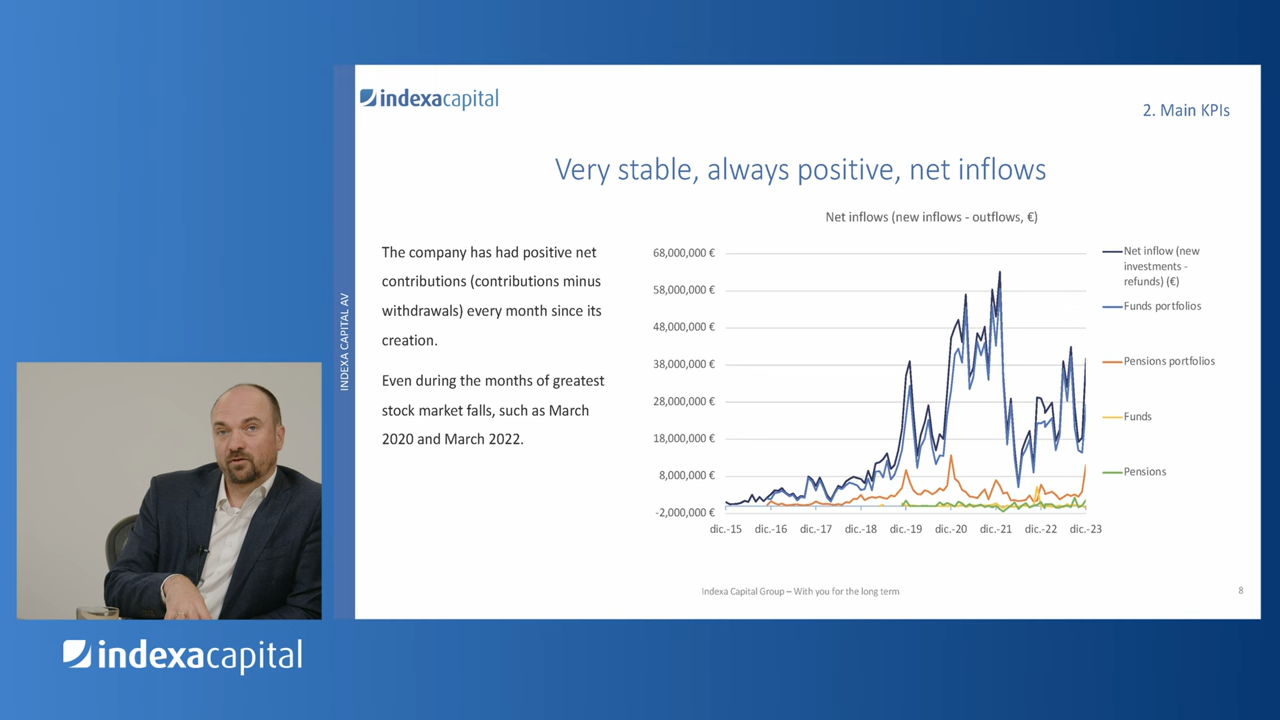 indexacapital
2. Main KPIs
Very stable, always positive, net inflows
INDEXA CAPITAL AV
The company has had positive net
contributions (contributions minus
withdrawals) every month since its
creation.
Even during the months of greatest
stock market falls, such as March
2020 and March 2022.
Net inflows (new inflows - outflows, €)
68,000,000 €
58,000,000 €
48,000,000 €
38,000,000 €
28,000,000 €
18,000,000 €
8,000,000 €
-2,000,000 €
dic.-15 dic.-16 dic.-17 dic.-18 dic.-19 dic.-20 dic.-21 dic.-22 dic.-23
Net inflow (new
investments -
refunds) (€)
Funds portfolios
Pensions portfolios
Funds
Pensions
Indexa Capital Group – With you for the long term
8
indexacapital